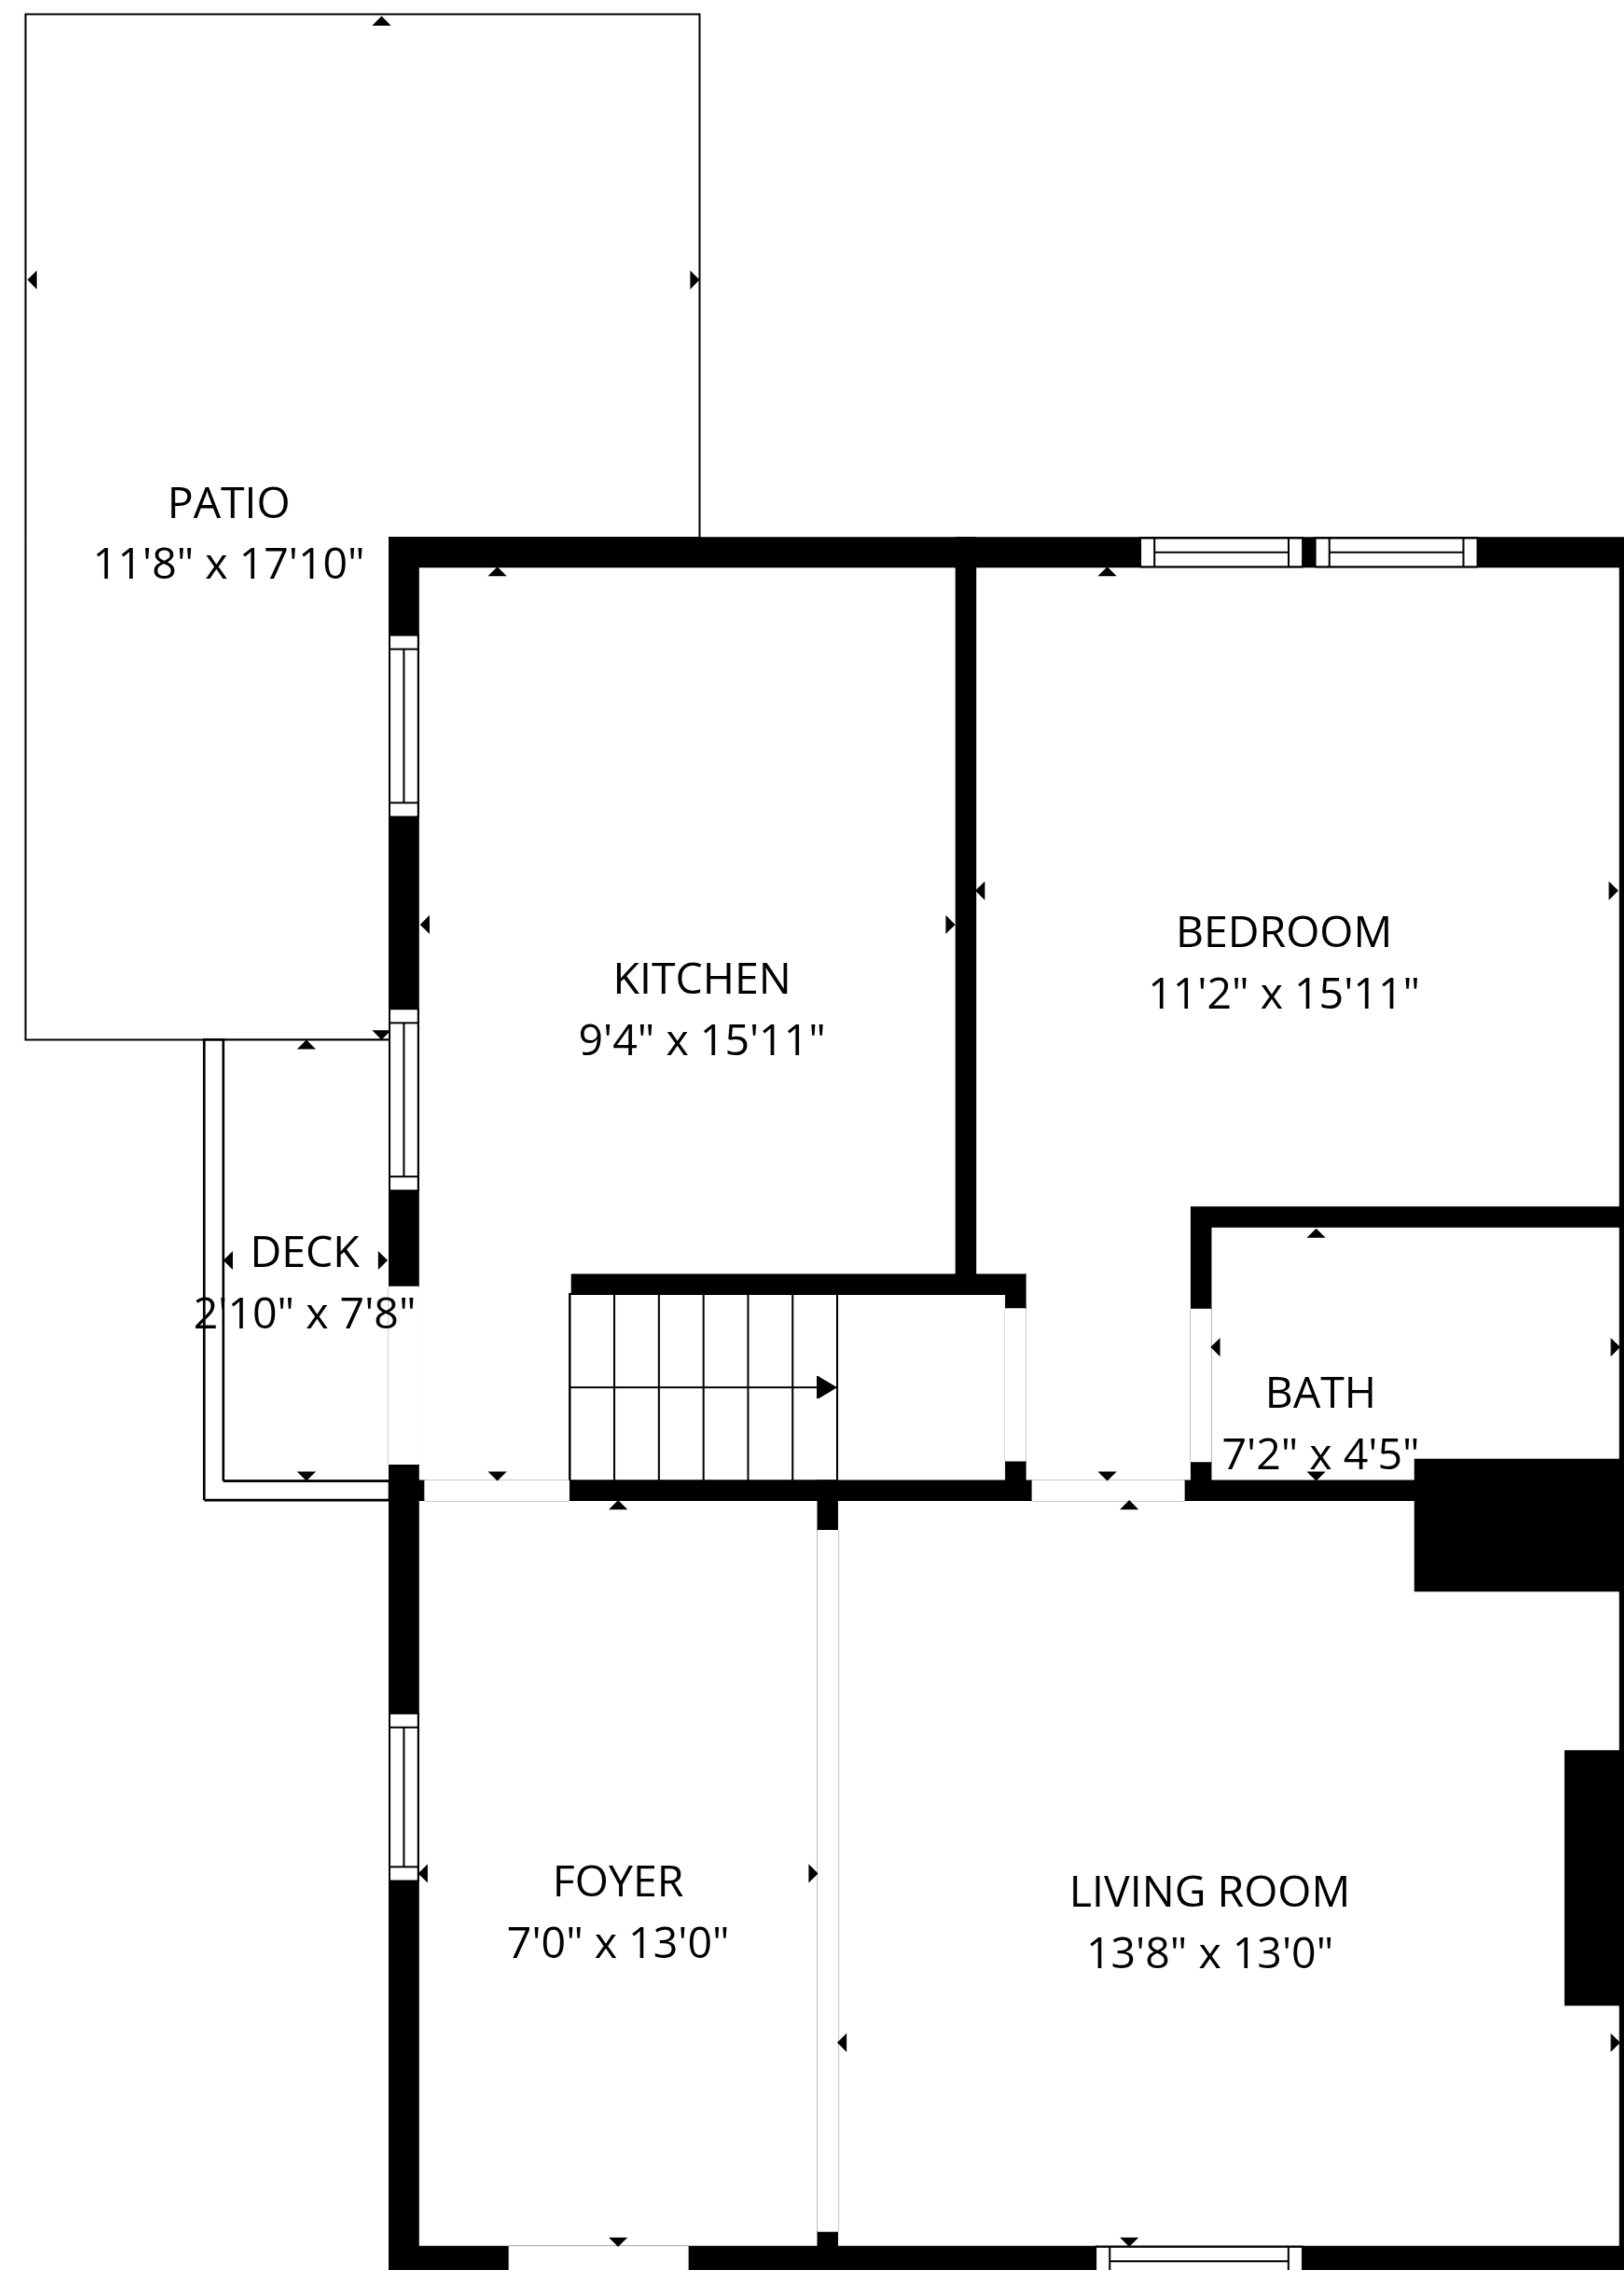 PATIO
11'8" x 17'10"
BEDROOM
11'2" x 15'11"
KITCHEN
9'4" x 15'11"
DECK
2'10" x 7'8"
BATH
7'2" x 4'5"
FOYER
7'0" x 13'0"
LIVING ROOM
13'8" x 13'0"